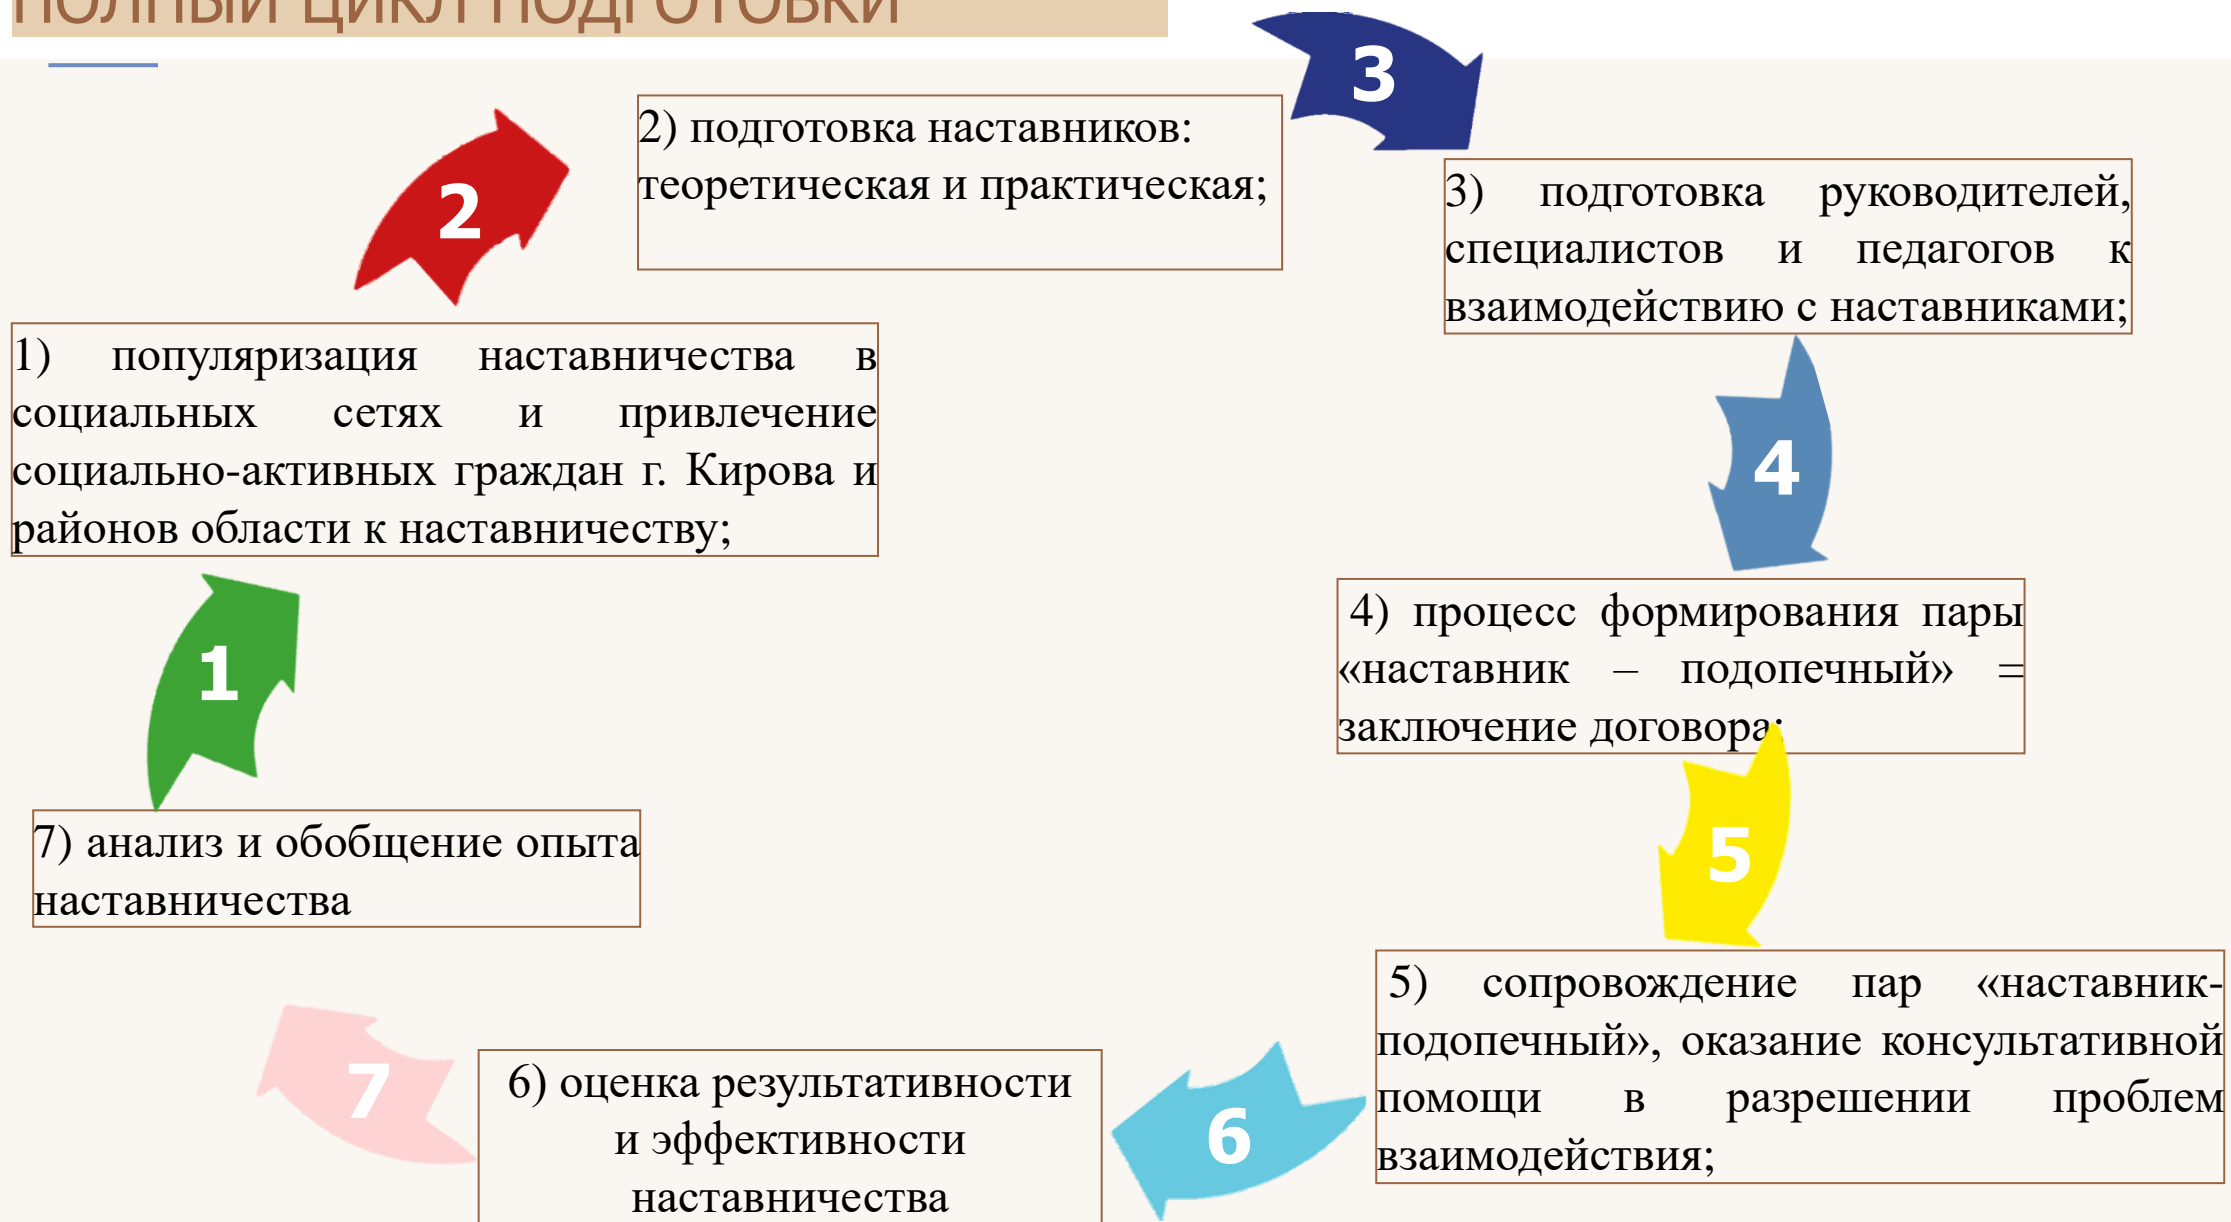 ПОЛНЫЙ ЦИКЛ ПОДГОТОВКИ
3
2) подготовка наставников:
теоретическая и практическая;
2
3) подготовка руководителей,
специалистов и педагогов к
взаимодействию с наставниками;
1) популяризация наставничества в
социальных сетях и привлечение
социально-активных граждан г. Кирова и
районов области к наставничеству;
4
4) процесс формирования пары
«наставник – подопечный» =
заключение договора;
1
5
7) анализ и обобщение опыта
наставничества
5) сопровождение пар «наставник-
подопечный», оказание консультативной
помощи в разрешении проблем
взаимодействия;
7
6) оценка результативности
и эффективности
наставничества
6